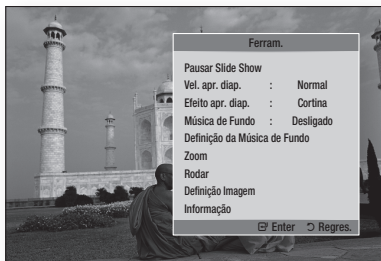 Ferram.
Pausar Slide Show
Vel. apr. diap. : Normal
Efeito apr. diap. : Cortina
Música de Fundo : Desligado
Definição da Música de Fundo
Zoom
Rodar
Definição Imagem
Informação
Enter Regres.